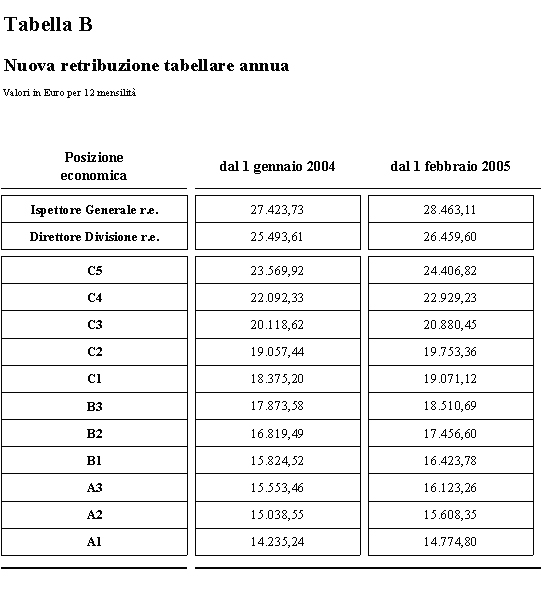 Tabella B
Nuova retribuzione tabellare annua
Valori in Euro per 12 mensilità
Posizione
economica
dal 1 gennaio 2004
dal 1 febbraio 2005
Ispettore Generale r.e. 27.423,73 28.463,11
Direttore Divisione r.e. 25.493,61 26.459,60
C5 23.569,92 24.406,82
C4 22.092,33 22.929,23
C3 20.118,62 20.880,45
C2 19.057,44 19.753,36
C1 18.375,20 19.071,12
B3 17.873,58 18.510,69
B2 16.819,49 17.456,60
B1 15.824,52 16.423,78
A3 15.553,46 16.123,26
A2 15.038,55 15.608,35
A1 14.235,24 14.774,80